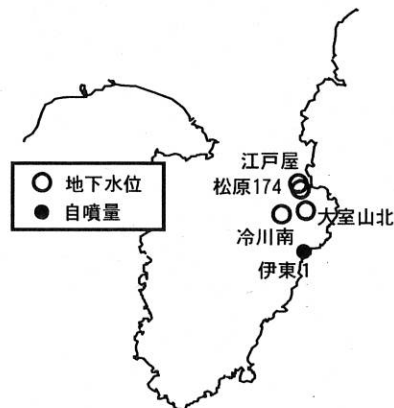 江戸屋
松原174
地下水位
自噴量
大室山北
冷川南
伊東1